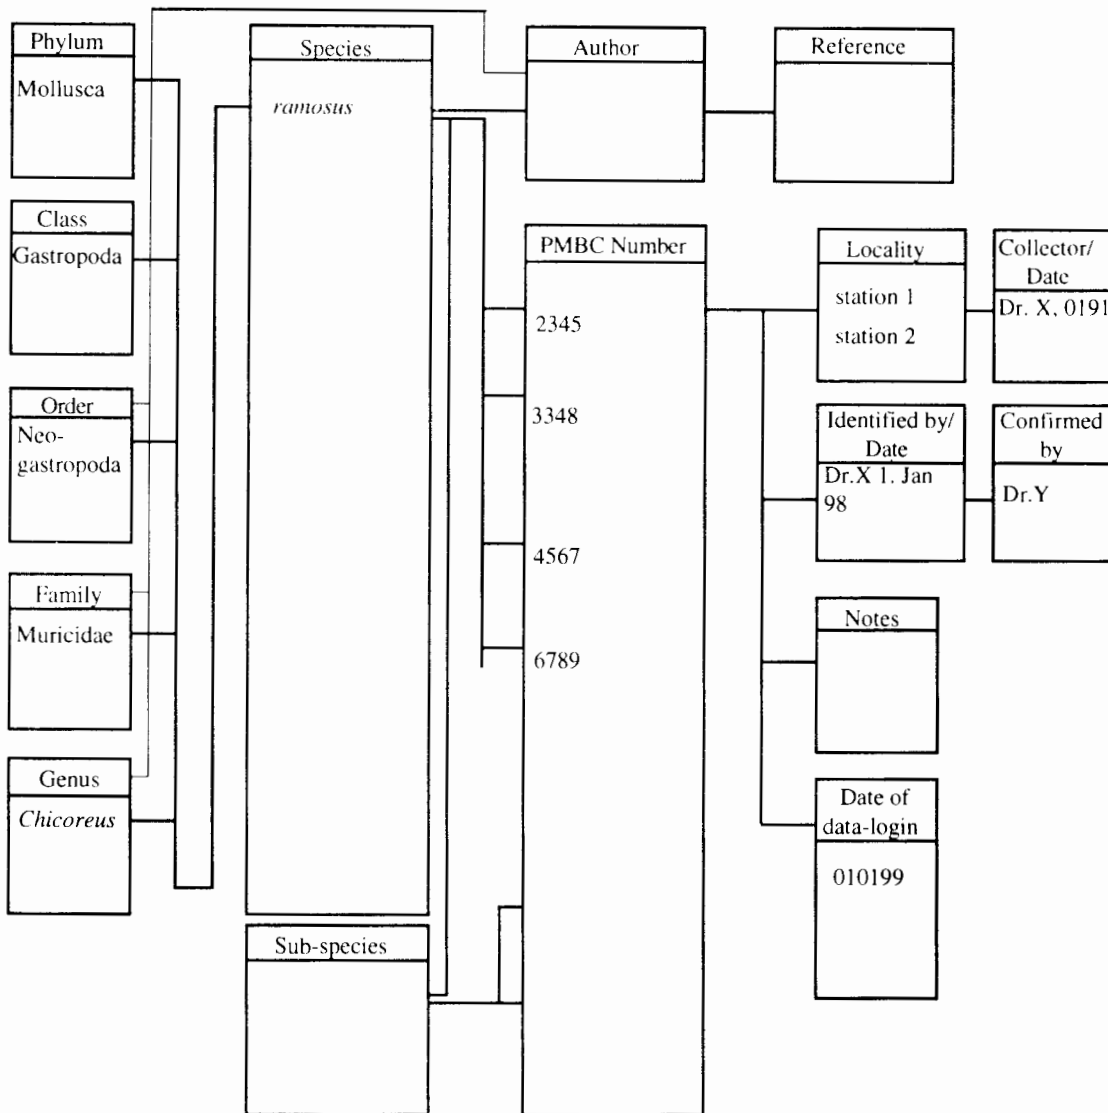 Phylum
Mollusca
Class
Gastropoda
Order
Neo-
gastropoda
Family
Muricidae
Genus
Chicoreus
Species
ramosus
Sub-species
Author
Reference
PMBC Number
2345
3348
4567
6789
Locality
station 1
station 2
Collector/
Date
Dr. X, 0191
Identified by/
Date
Dr.X 1. Jan
98
Confirmed
by
Dr.Y
Notes
Date of
data-login
010199